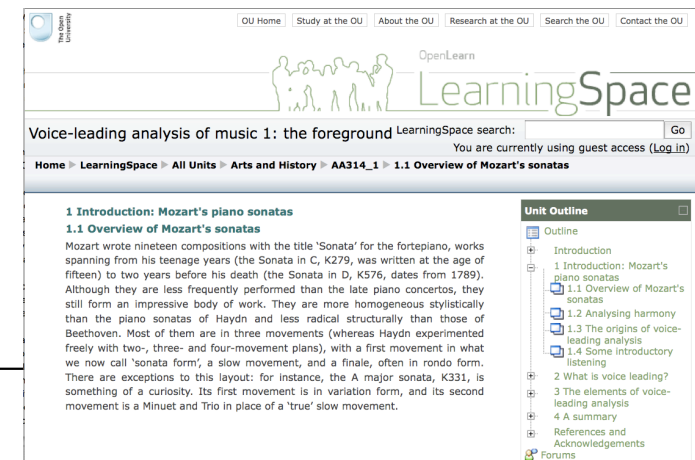 The Open
University
OU Home Study at the OU About the OU Research at the OU Search the OU Contact the OU
OpenLearn
LearningSpace
Voice-leading analysis of music 1: the foreground LearningSpace search: Go
You are currently using guest access (Log in)
Home LearningSpace All Units Arts and History AA314_1 1.1 Overview of Mozart's sonatas
1 Introduction: Mozart's piano sonatas
1.1 Overview of Mozart's sonatas
Mozart wrote nineteen compositions with the title 'Sonata' for the fortepiano, works
spanning from his teenage years (the Sonata in C, K279, was written at the age of
fifteen) to two years before his death (the Sonata in D, K576, dates from 1789).
Although they are less frequently performed than the late piano concertos, they
still form an impressive body of work. They are more homogeneous stylistically
than the piano sonatas of Haydn and less radical structurally than those of
Beethoven. Most of them are in three movements (whereas Haydn experimented
freely with two-, three- and four-movement plans), with a first movement in what
we now call 'sonata form', a slow movement, and a finale, often in rondo form.
There are exceptions to this layout: for instance, the A major sonata, K331, is
something of a curiosity. Its first movement is in variation form, and its second
movement is a Minuet and Trio in place of a 'true' slow movement.
Unit Outline
Outline
Introduction
1 Introduction: Mozart's
piano sonatas
1.1 Overview of Mozart's
sonatas
1.2 Analysing harmony
1.3 The origins of voice-
leading analysis
1.4 Some introductory
listening
2 What is voice leading?
3 The elements of voice-
leading analysis
4 A summary
References and
Acknowledgements
Forums